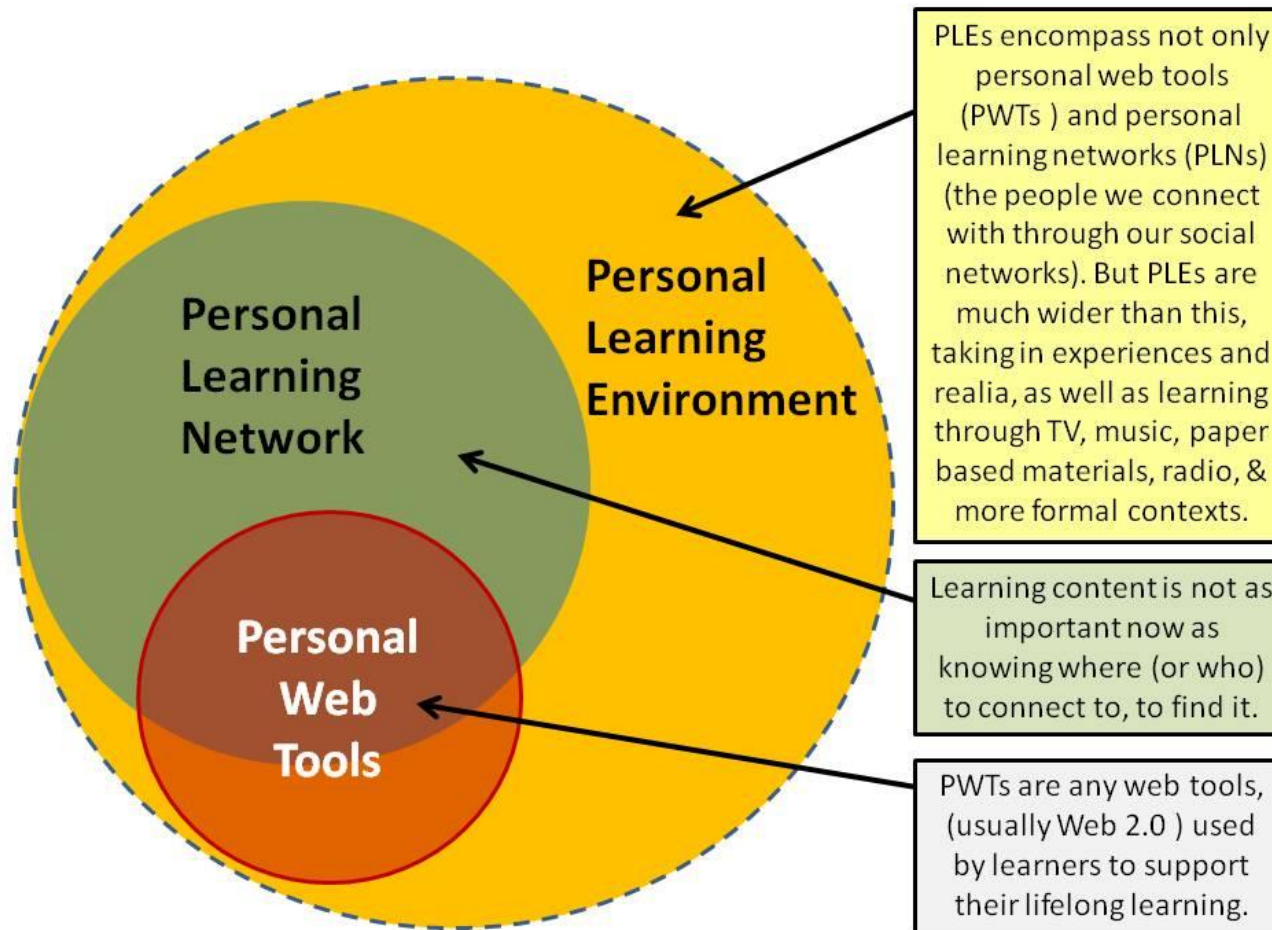 Personal
Learning
Network
Personal
Learning
Environment
Personal
Web
Tools
PLEs encompass not only
personal web tools
(PWTs ) and personal
learning networks (PLNs)
(the people we connect
with through our social
networks). But PLEs are
much wider than this,
taking in experiences and
realia, as well as learning
through TV, music, paper
based materials, radio, &
more formal contexts.
Learning content is not as
important now as
knowing where (or who)
to connect to, to find it.
PWTs are any web tools,
(usually Web 2.0 ) used
by learners to support
their lifelong learning.